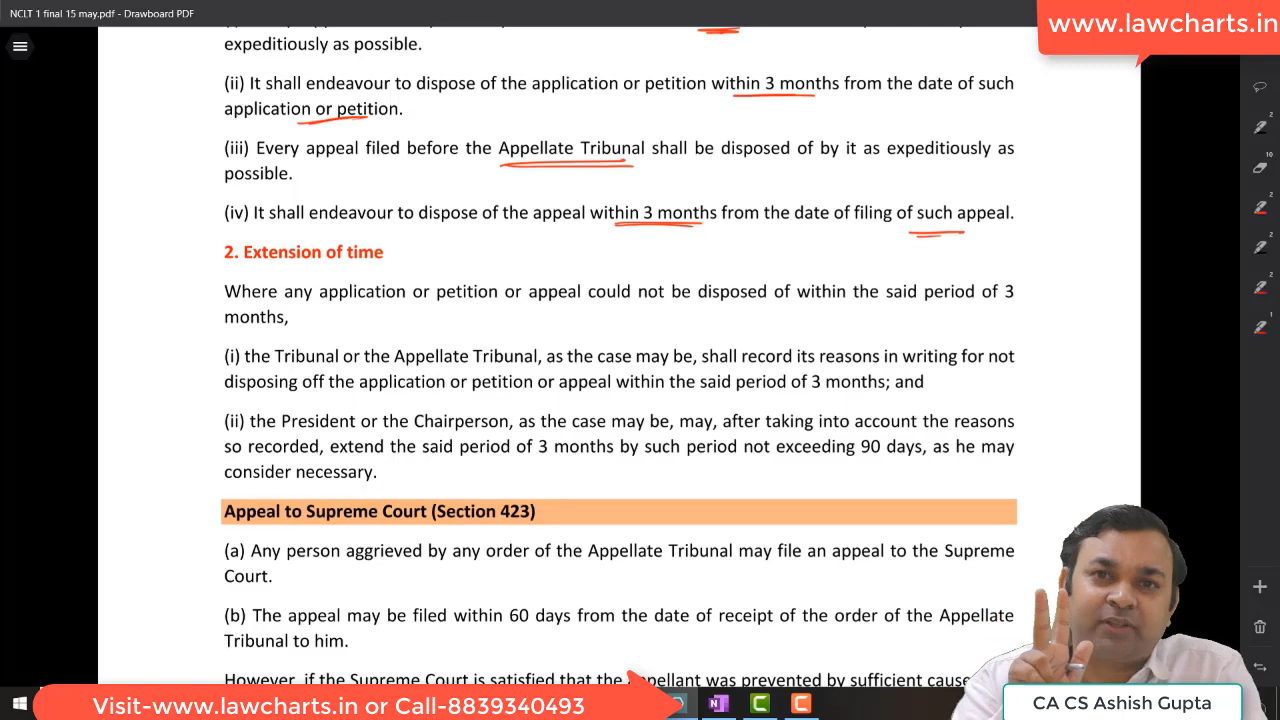 NCLT 1 final 15 may.pdf - Drawboard PDF
www.lawcharts.in
expeditiously as possible.
(ii) It shall endeavour to dispose of the application or petition within 3 months from the date of such
application or petition.
(iii) Every appeal filed before the Appellate Tribunal shall be disposed of by it as expeditiously as
possible.
(iv) It shall endeavour to dispose of the appeal within 3 months from the date of filing of such appeal.
2. Extension of time
Where any application or petition or appeal could not be disposed of within the said period of 3
months,
(i) the Tribunal or the Appellate Tribunal, as the case may be, shall record its reasons in writing for not
disposing off the application or petition or appeal within the said period of 3 months; and
(ii) the President or the Chairperson, as the case may be, may, after taking into account the reasons
so recorded, extend the said period of 3 months by such period not exceeding 90 days, as he may
consider necessary.
Appeal to Supreme Court (Section 423)
(a) Any person aggrieved by any order of the Appellate Tribunal may file an appeal to the Supreme
Court.
(b) The appeal may be filed within 60 days from the date of receipt of the order of the Appellate
Tribunal to him.
However, if the Supreme Court is satisfied that the appellant was prevented by sufficient cause
Visit-www.lawcharts.in or Call-8839340493
CA CS Ashish Gupta
2
10
2
2
2
1